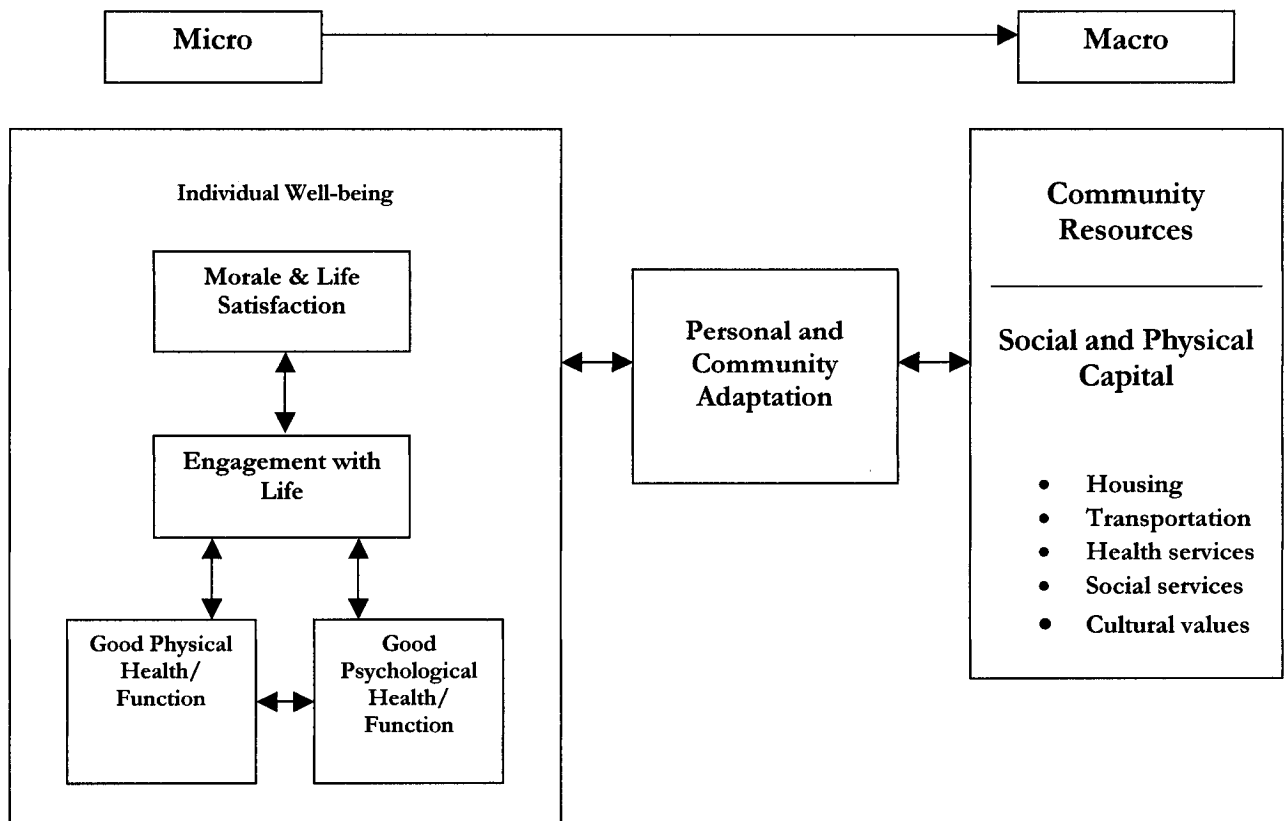 Micro
Macro
Individual Well-being
Morale & Life
Satisfaction
Engagement with
Life
Good Physical
Health/
Function
Good
Psychological
Health/
Function
Personal and
Community
Adaptation
Community
Resources
Social and Physical
Capital
• Housing
• Transportation
• Health services
• Social services
• Cultural values